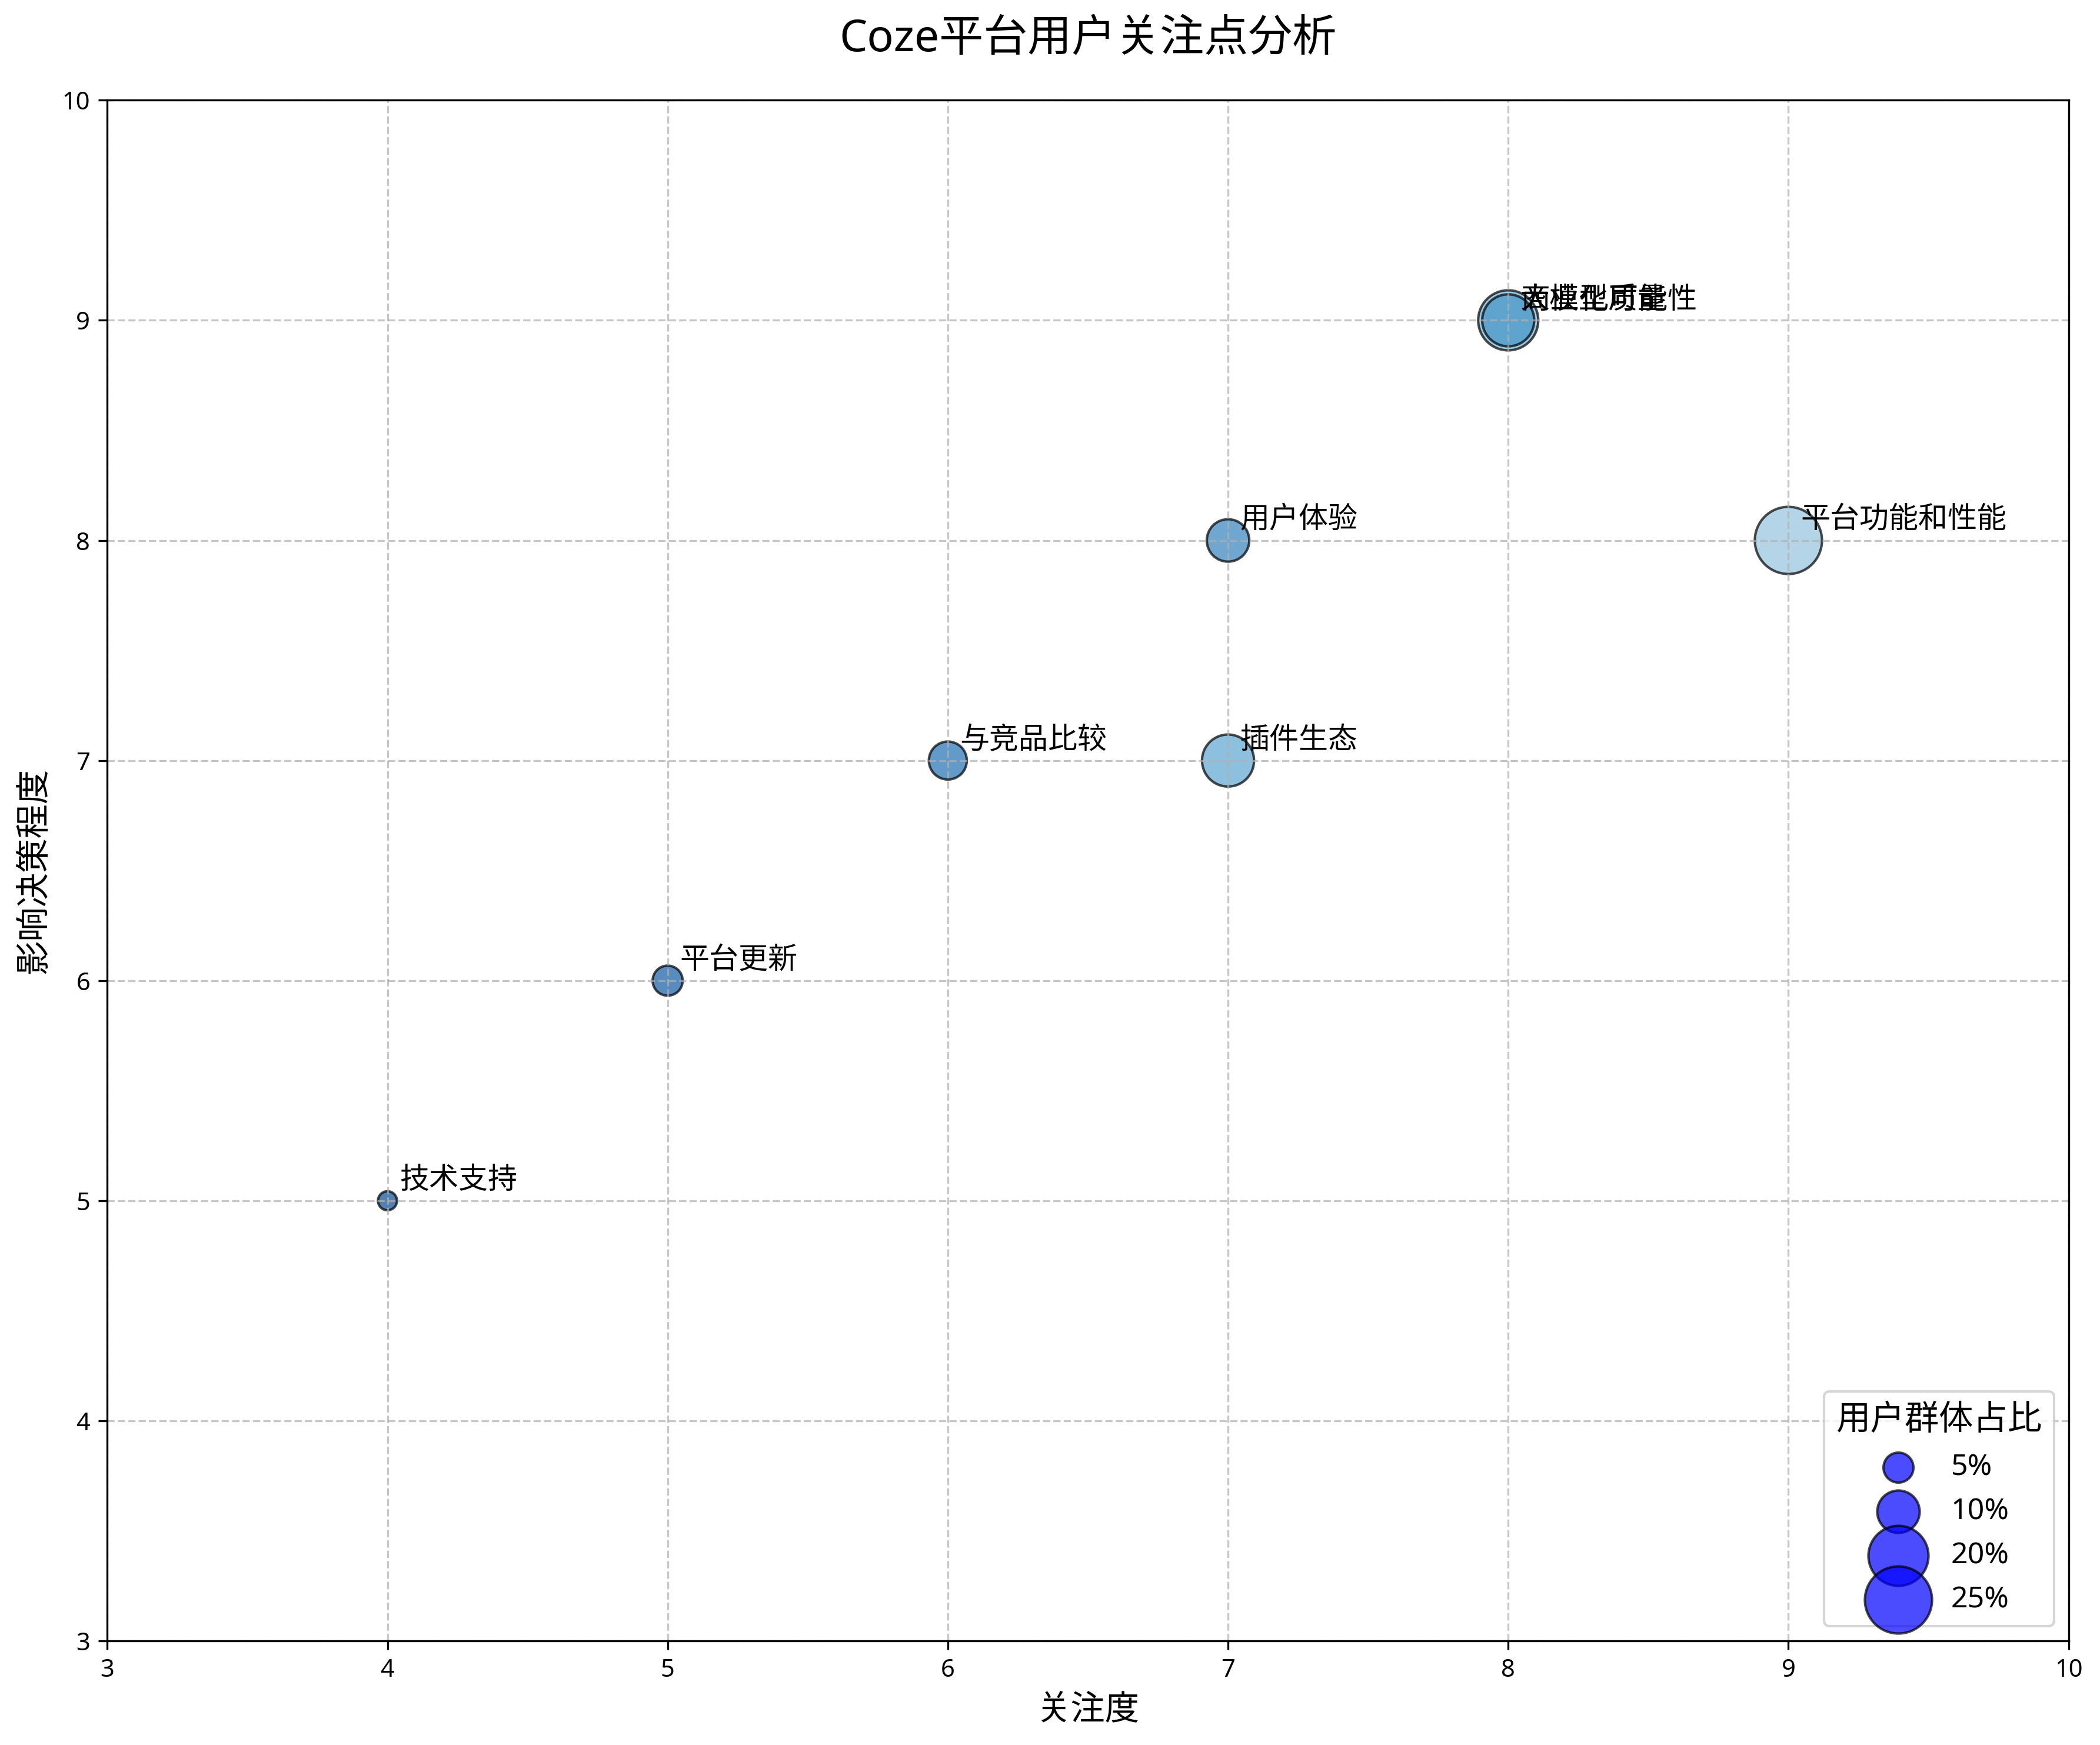 Coze平台用户关注点分析
10
9
8
7
6
5
4
3
影响决策程度
用户体验
平台功能和性能
与竞品比较
插件生态
平台更新
技术支持
用户群体占比
5%
10%
20%
25%
3
4
5
6
7
8
9
10
关注度